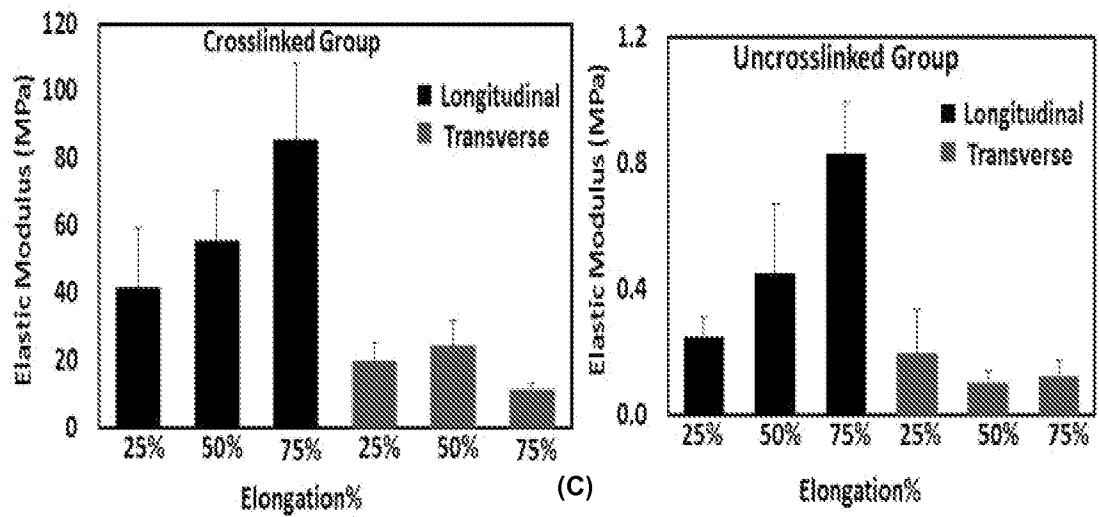 Crosslinked Group
Longitudinal
Transverse
Elastic Modulus (MPa)
120
100
80
60
40
20
0
25% 50% 75% 25% 50% 75%
Elongation%
(C)
Uncrosslinked Group
Longitudinal
Transverse
Elastic Modulus (MPa)
1.2
0.8
0.4
0.0
25% 50% 75% 25% 50% 75%
Elongation%